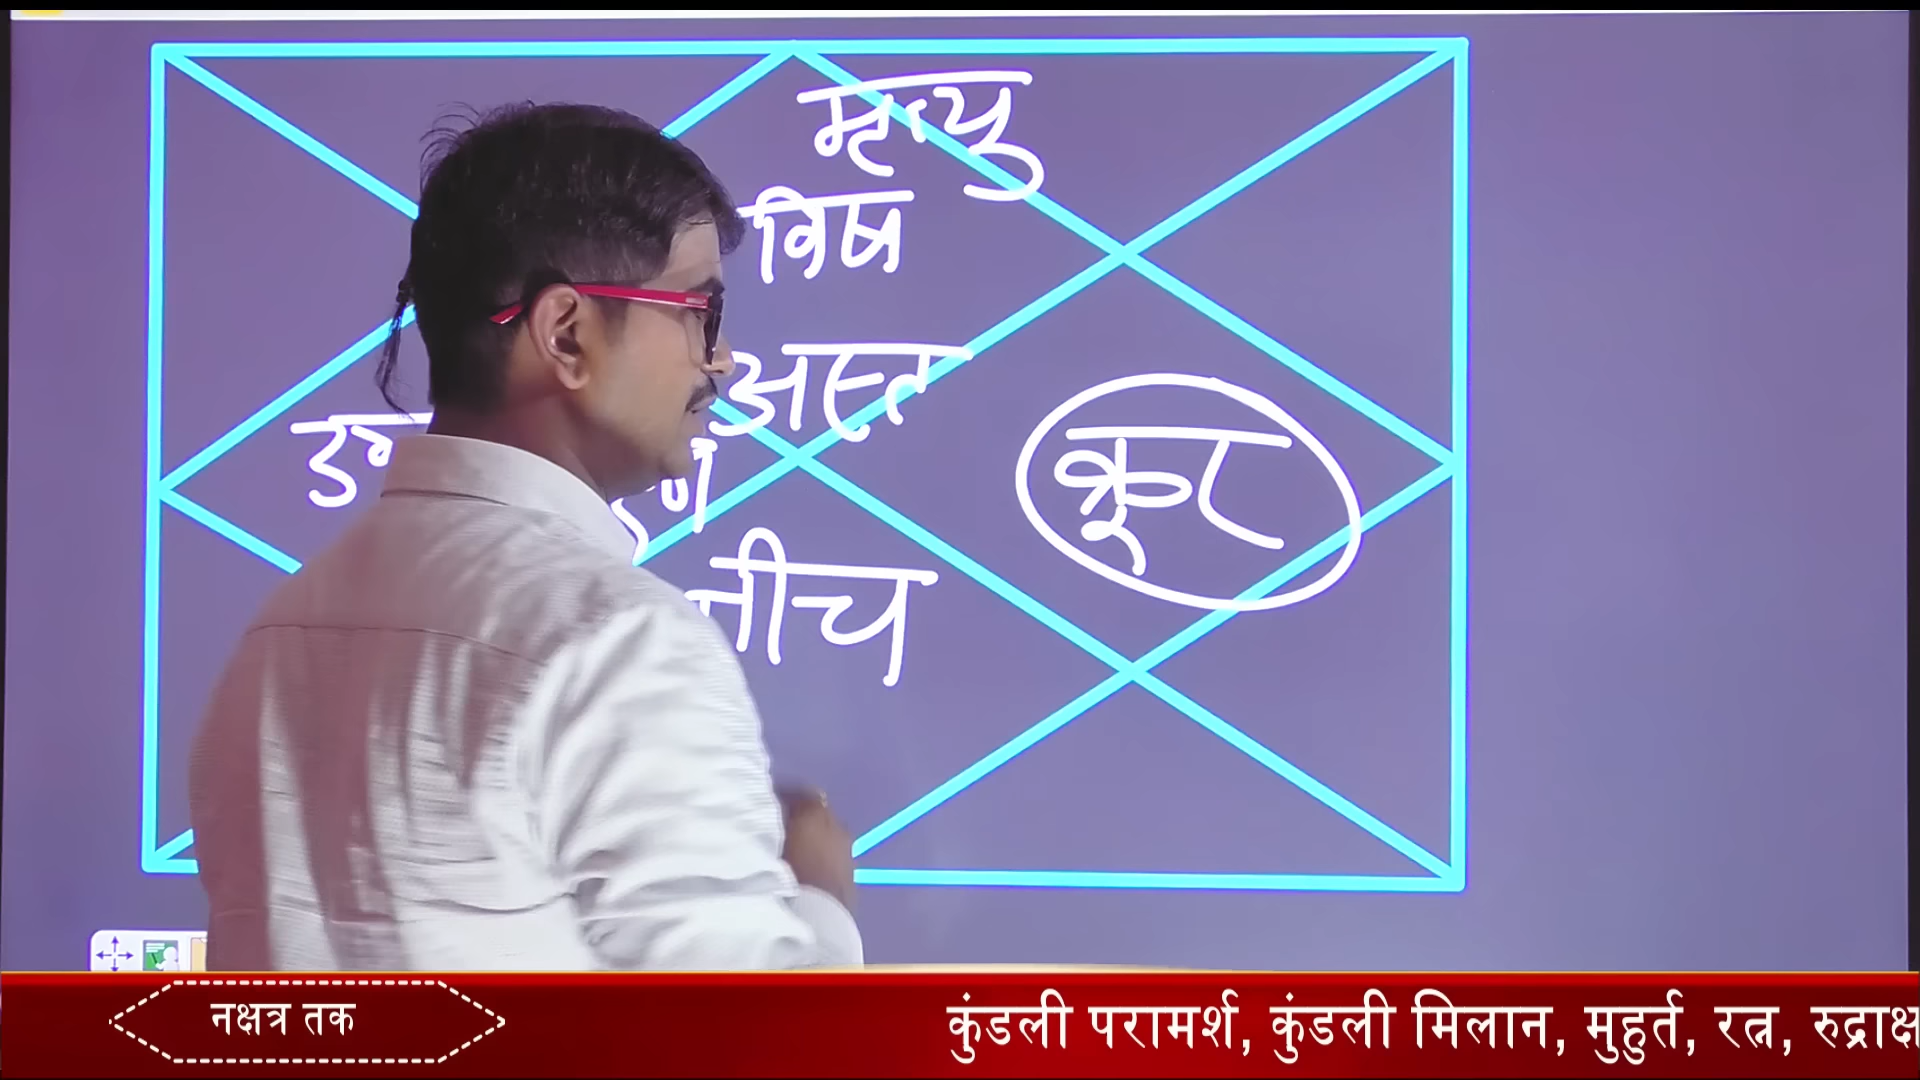 मृत्यु
विष
अस्त
क्रूर
नीच
नक्षत्र तक
कुंडली परामर्श, कुंडली मिलान, मुहुर्त, रत्न, रुद्राक्ष